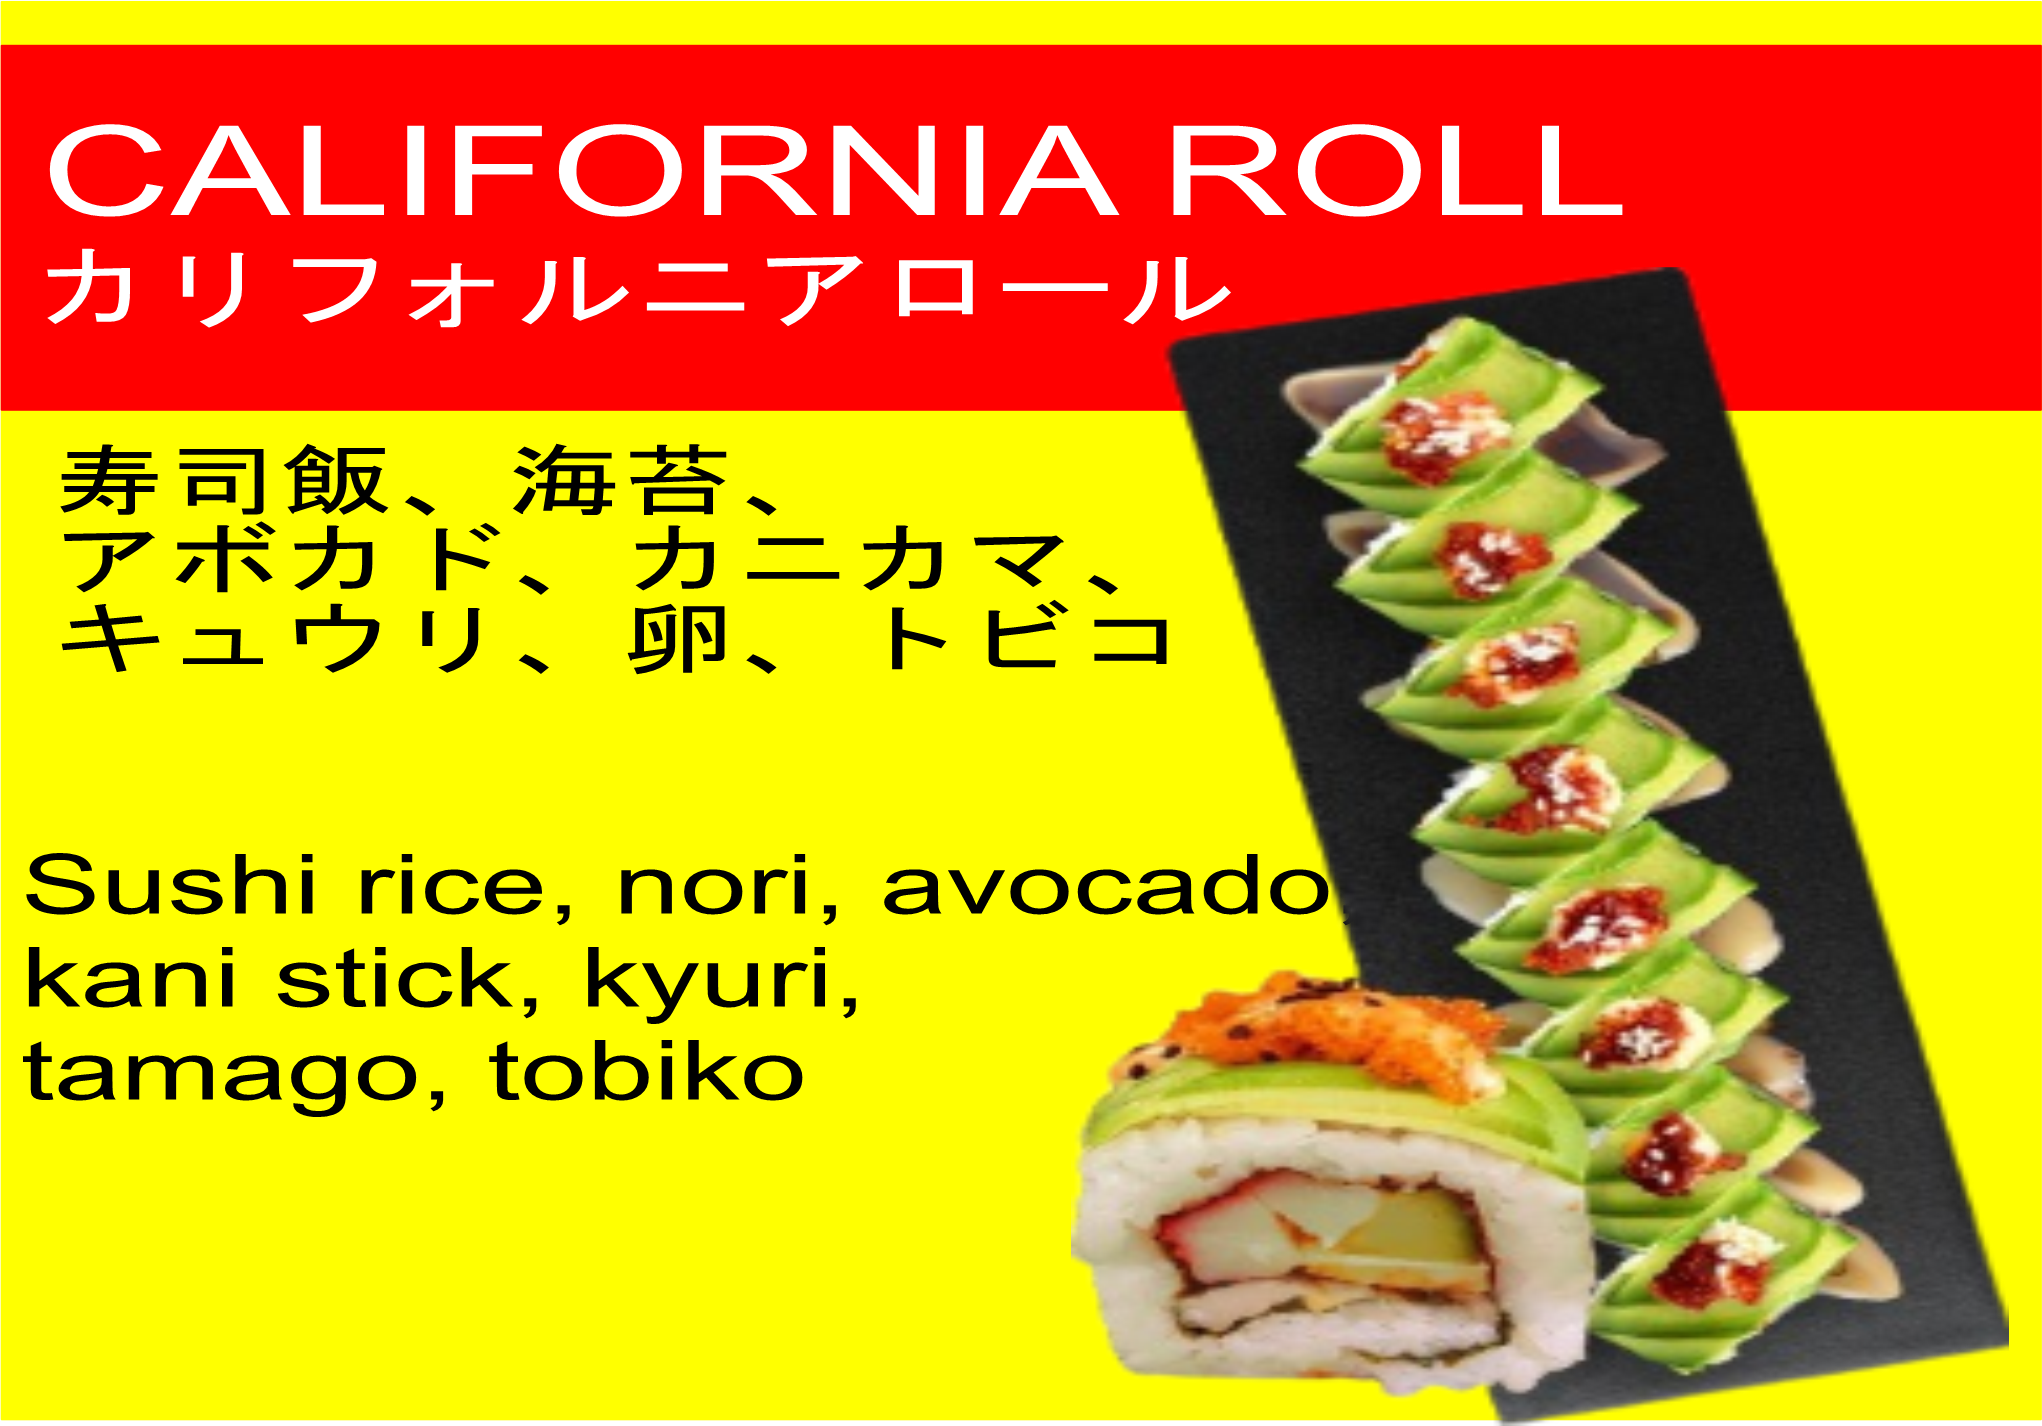 CALIFORNIA ROLL
カリフォルニアロール
寿司飯、海苔、
アボカド、カニカマ、
キュウリ、卵、トビコ
Sushi rice, nori, avocado,
kani stick, kyuri,
tamago, tobiko